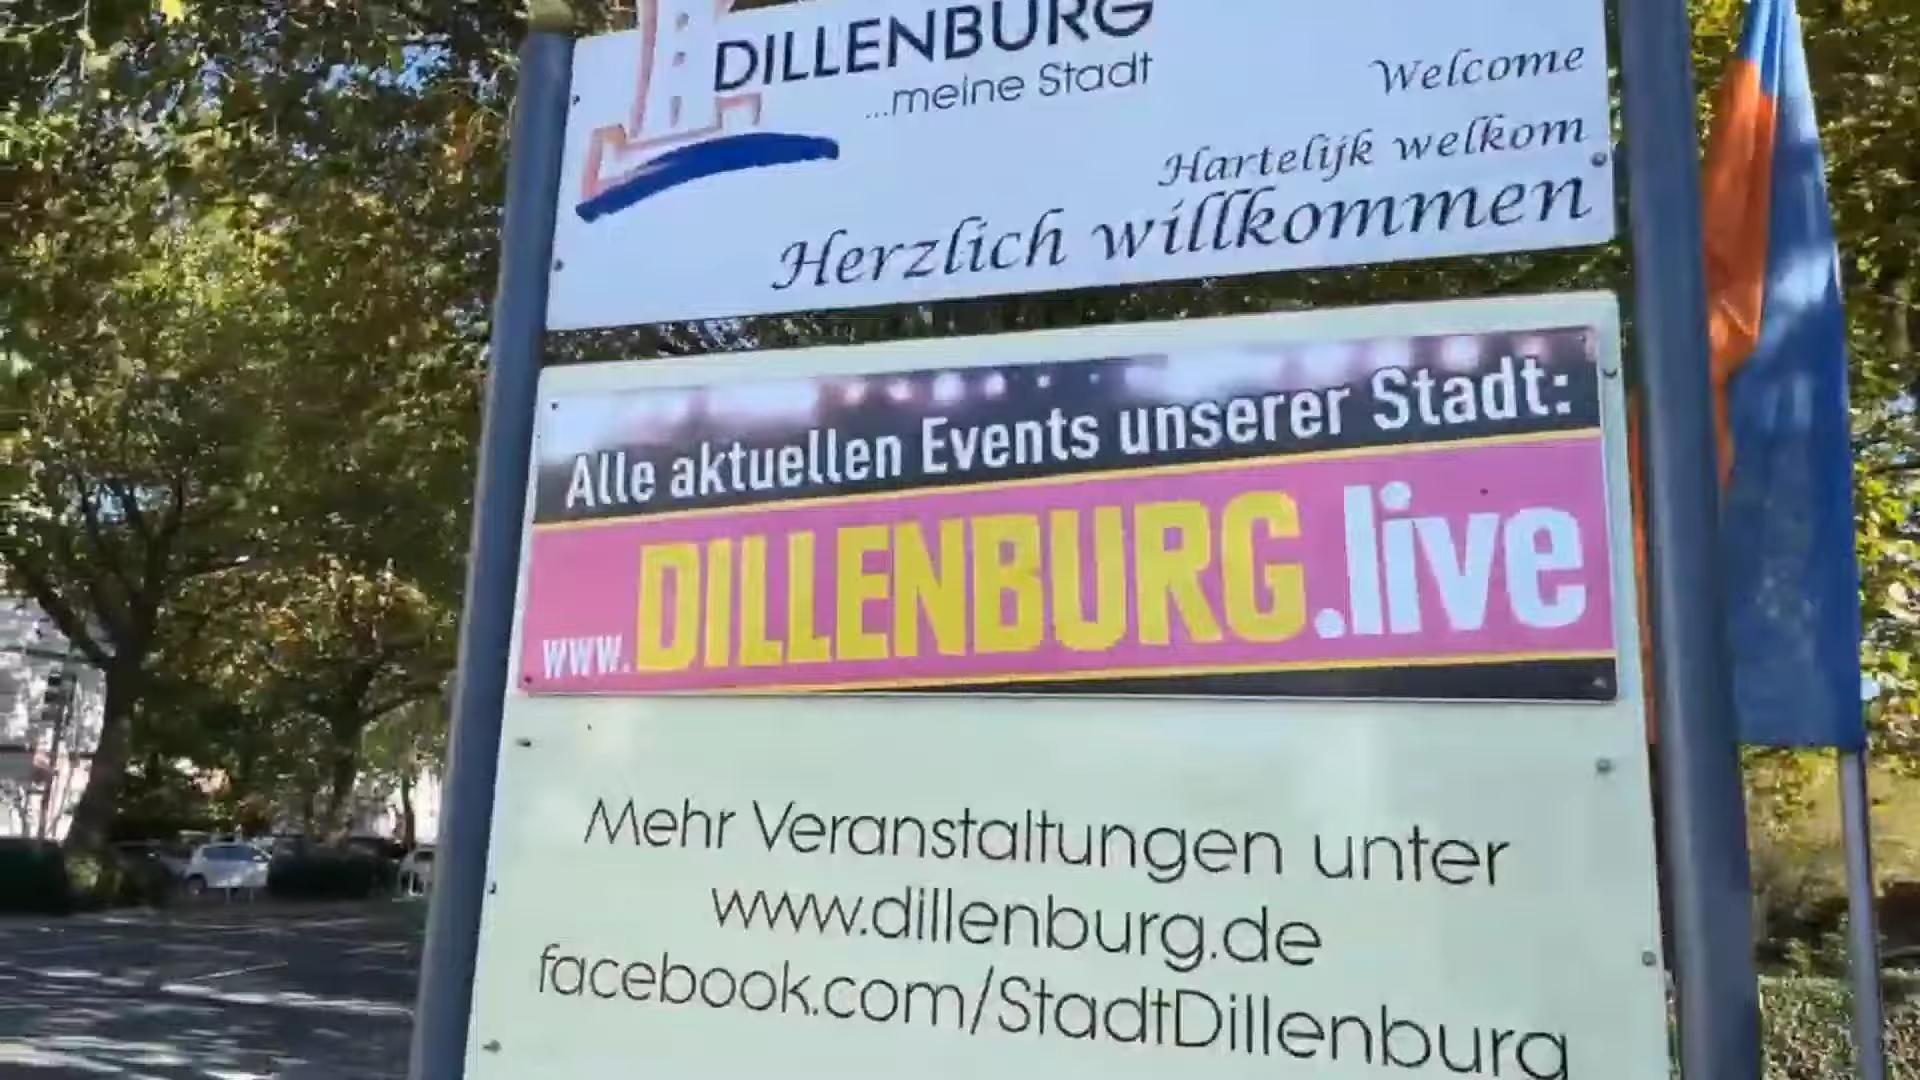 DILLENBURG
...meine Stadt
Welcome
Hartelijk welkom
Herzlich willkommen
Alle aktuellen Events unserer Stadt:
www.DILLENBURG.live
Mehr Veranstaltungen unter
www.dillenburg.de
facebook.com/StadtDillenburg